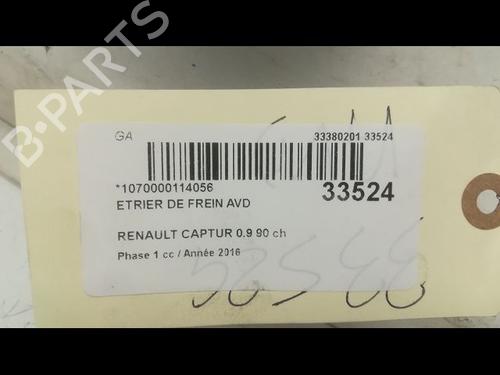 B-PARTS
GA
33380201 33524
*1070000114056
33524
ETRIER DE FREIN AVD
RENAULT CAPTUR 0.9 90 ch
Phase 1 cc / Année 2016